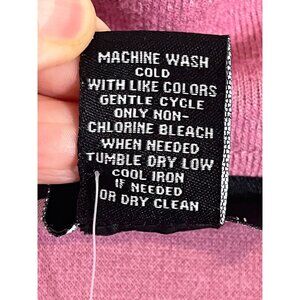 MACHINE WASH
COLD
WITH LIKE COLORS
GENTLE CYCLE
ONLY NON-
CHLORINE BLEACH
WHEN NEEDED
TUMBLE DRY LOW
COOL IRON
IF NEEDED
OR DRY CLEAN